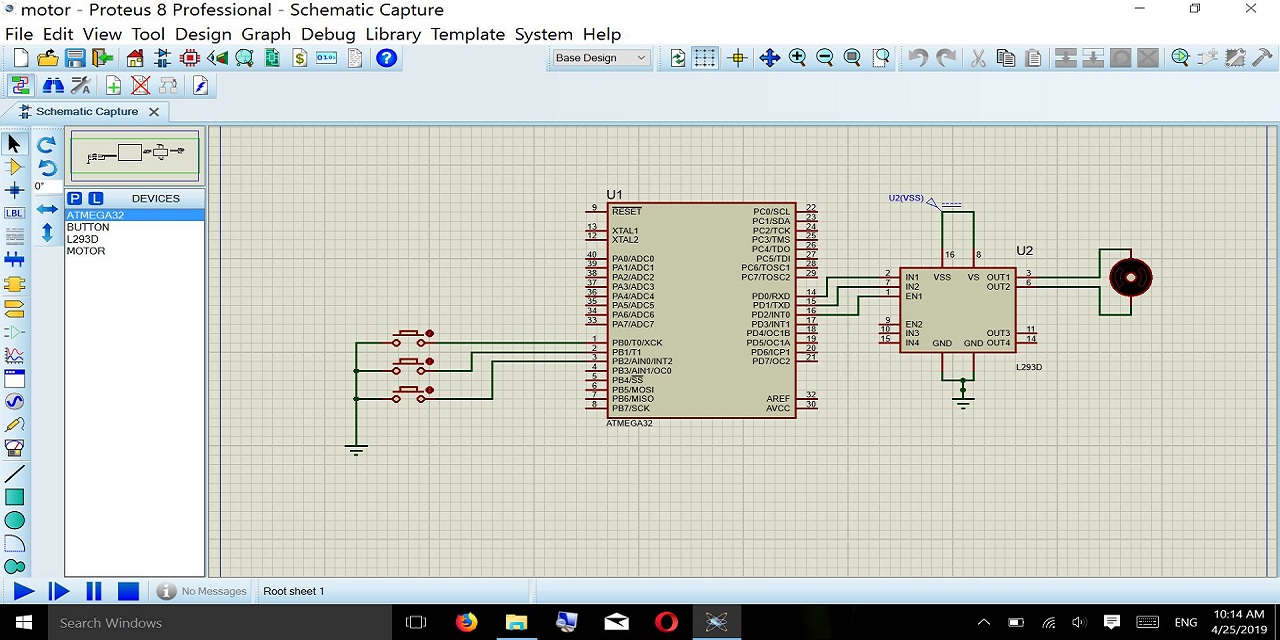 motor - Proteus 8 Professional - Schematic Capture
File Edit View Tool Design Graph Debug Library Template System Help
Base Design
Schematic Capture
0°
P L DEVICES
ATMEGA32
BUTTON
L293D
MOTOR
LBL
U1
9 RESET
13 XTAL1
12 XTAL2
40 PA0/ADC0
39 PA1/ADC1
38 PA2/ADC2
37 PA3/ADC3
36 PA4/ADC4
35 PA5/ADC5
34 PA6/ADC6
33 PA7/ADC7
1 PB0/T0/XCK
2 PB1/T1
3 PB2/AIN0/INT2
4 PB3/AIN1/OC0
5 PB4/SS
6 PB5/MOSI
7 PB6/MISO
8 PB7/SCK
PC0/SCL 22
PC1/SDA 23
PC2/TCK 24
PC3/TMS 25
PC4/TDO 26
PC5/TDI 27
PC6/TOSC1 28
PC7/TOSC2 29
PD0/RXD 14
PD1/TXD 15
PD2/INT0 16
PD3/INT1 17
PD4/OC1B 18
PD5/OC1A 19
PD6/ICP1 20
PD7/OC2 21
AREF 32
AVCC 30
ATMEGA32
U2(VSS)
U2
16 8
2 IN1 VSS VS OUT1 3
7 IN2 OUT2 6
1 EN1
9 EN2
10 IN3 OUT3 11
15 IN4 GND GND OUT4 14
L293D
No Messages
Root sheet 1
Search Windows
ENG
10:14 AM
4/25/2019